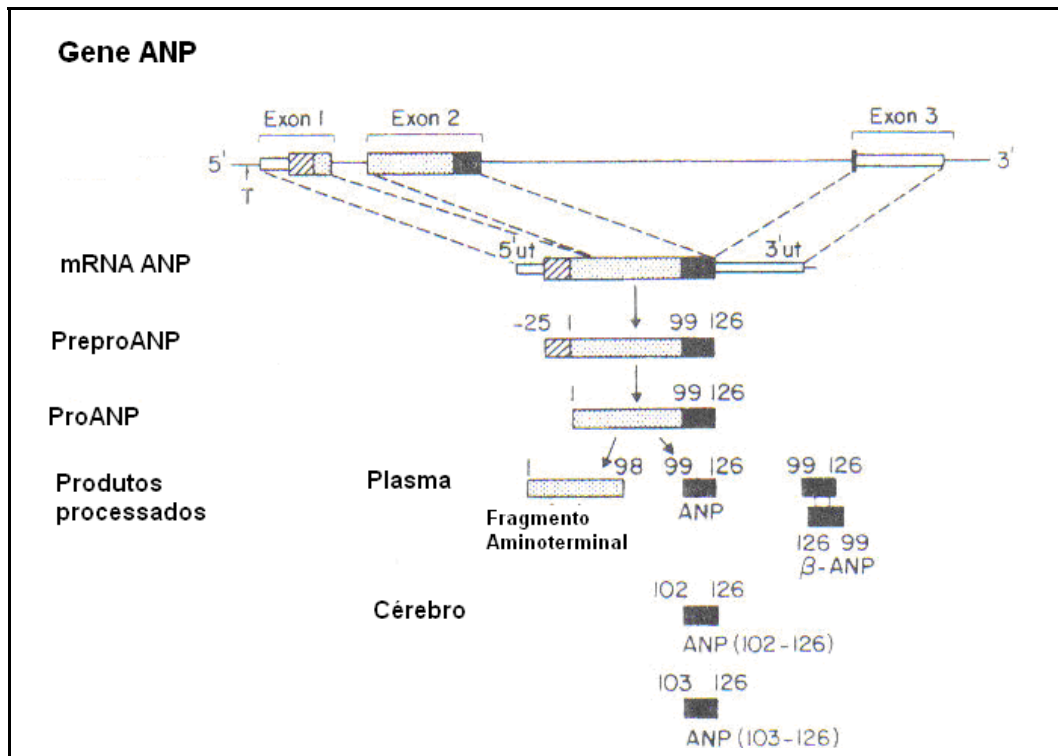 Gene ANP
Exon 1 Exon 2 Exon 3
5' 3'
T
5'ut 3'ut
mRNA ANP
-25 1 99 126
PreproANP
1 99 126
ProANP
Produtos
processados
Plasma
1 98 99 126 99 126
Fragmento
Aminoterminal
ANP
126 99
β-ANP
Cérebro
102 126
ANP (102-126)
103 126
ANP (103-126)